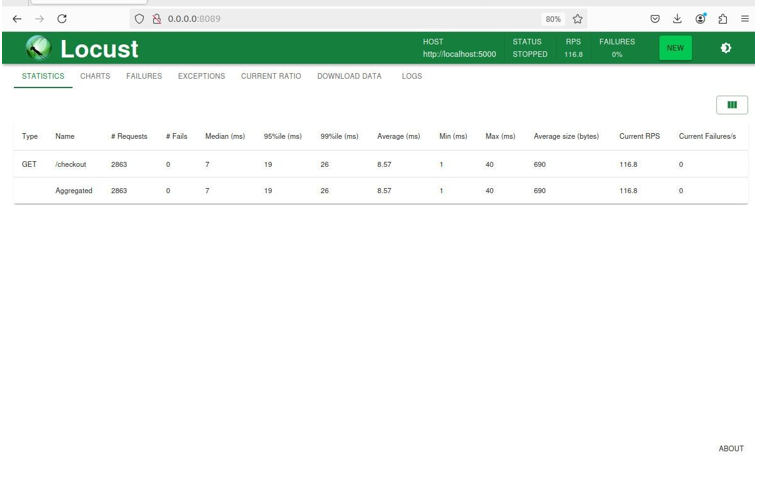 0.0.0.0:8089
80%
Locust
HOST
http://localhost:5000
STATUS
STOPPED
RPS
116.8
FAILURES
0%
NEW
STATISTICS CHARTS FAILURES EXCEPTIONS CURRENT RATIO DOWNLOAD DATA LOGS
Type Name # Requests # Fails Median (ms) 95%ile (ms) 99%ile (ms) Average (ms) Min (ms) Max (ms) Average size (bytes) Current RPS Current Failures/s
GET /checkout 2863 0 7 19 26 8.57 1 40 690 116.8 0
Aggregated 2863 0 7 19 26 8.57 1 40 690 116.8 0
ABOUT